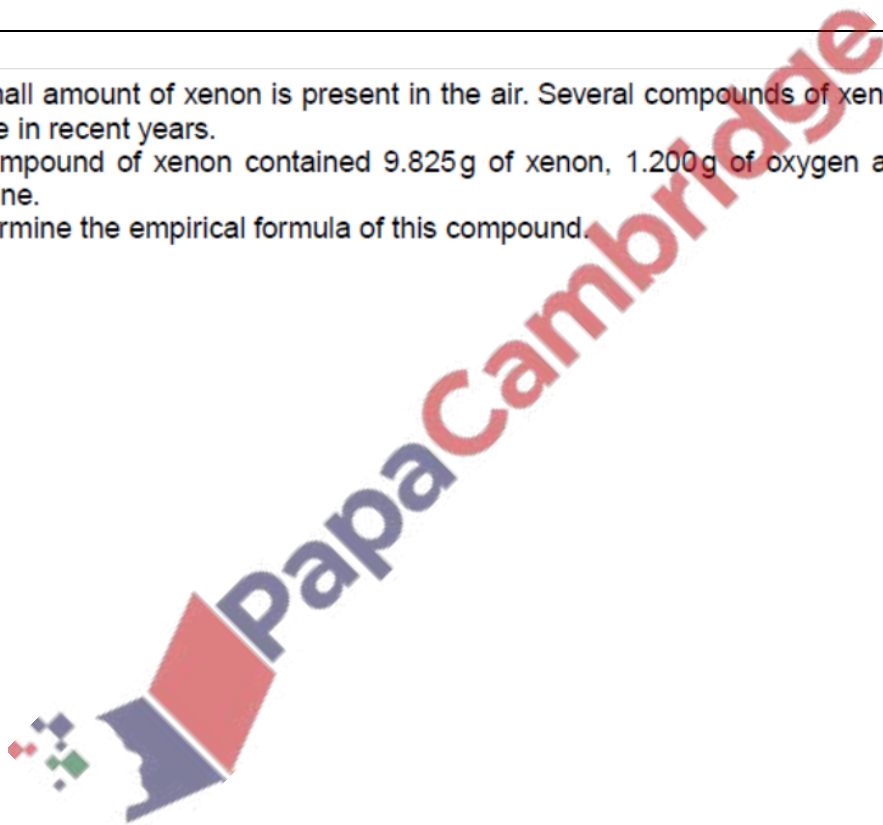 nall amount of xenon is present in the air. Several compounds of xen
e in recent years.
mpound of xenon contained 9.825 g of xenon, 1.200 g of oxygen a
ne.
rmine the empirical formula of this compound.
PapaCambridge